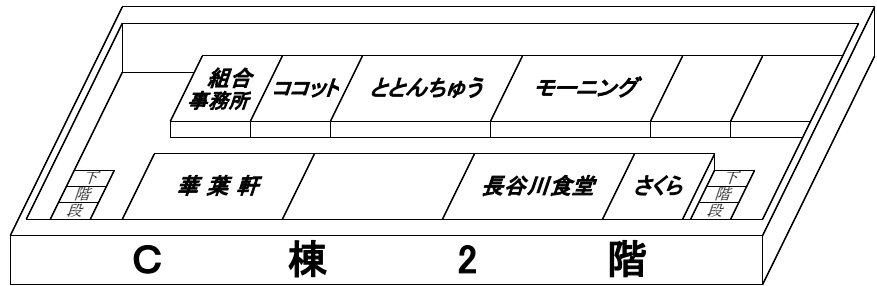 組合
事務所
ココット
ととんちゅう
モーニング
華葉軒
長谷川食堂
さくら
下
階
段
下
階
段
C棟2階